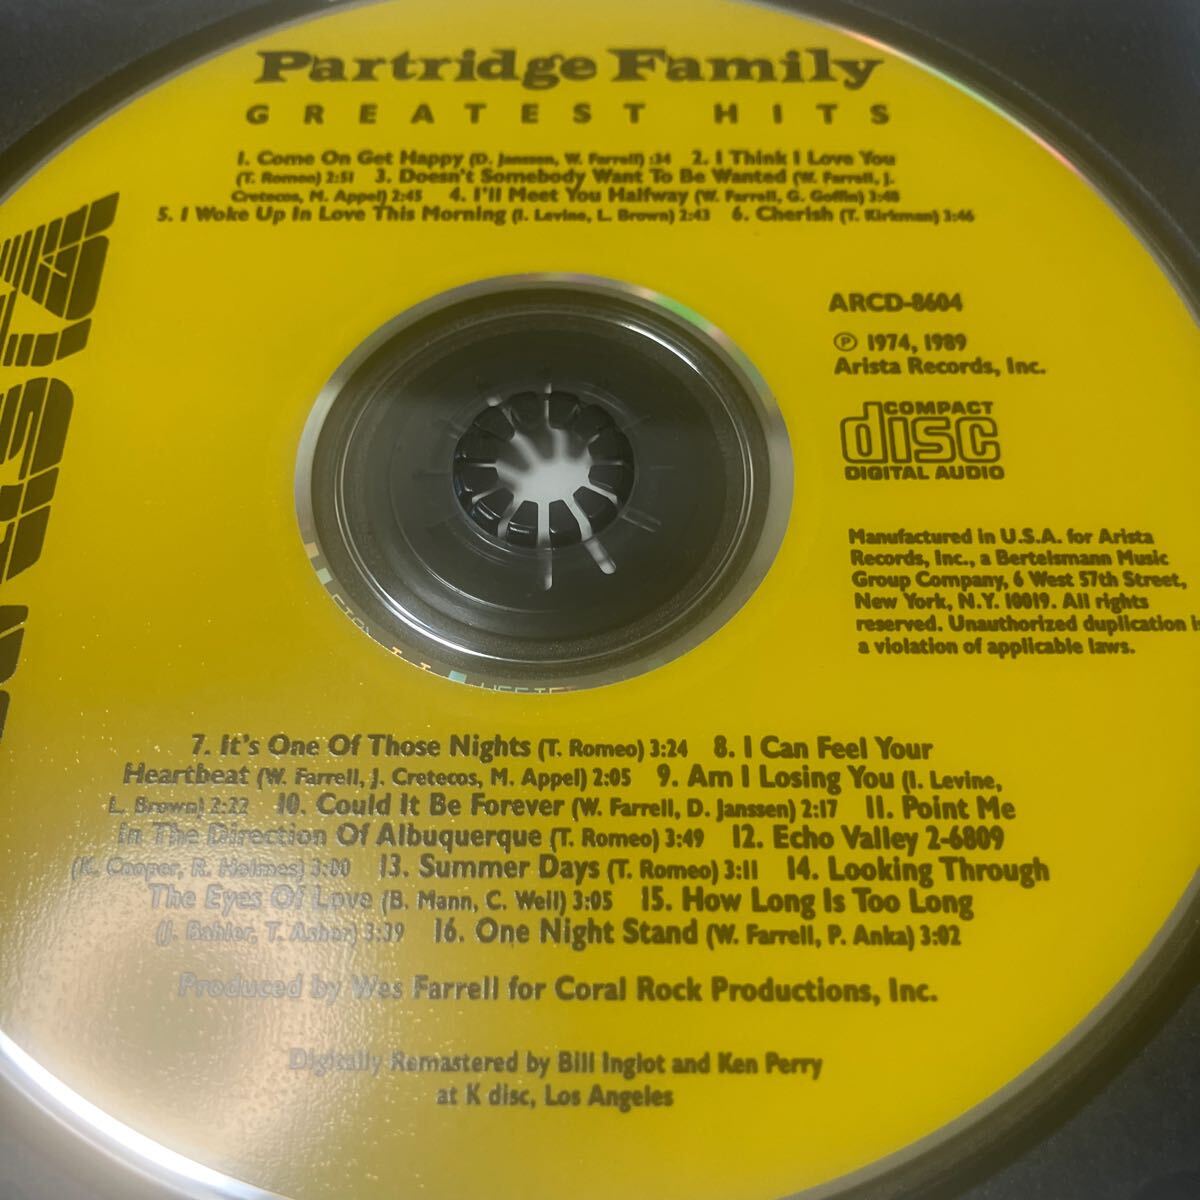 Partridge Family
GREATEST HITS
1. Come On Get Happy (D. Janssen, W. Farrell) :34 2. I Think I Love You
(T. Romeo) 2:51 3. Doesn't Somebody Want To Be Wanted (W. Farrell, J.
Cretecos, M. Appel) 2:45 4. I'll Meet You Halfway (W. Farrell, G. Goffin) 3:48
5. I Woke Up In Love This Morning (I. Levine, L. Brown) 2:43 6. Cherish (T. Kirkman) 3:46
ARISTA
ARCD-8604
Ⓟ 1974, 1989
Arista Records, Inc.
COMPACT
disc
DIGITAL AUDIO
Manufactured in U.S.A. for Arista
Records, Inc., a Bertelsmann Music
Group Company, 6 West 57th Street,
New York, N.Y. 10019. All rights
reserved. Unauthorized duplication is
a violation of applicable laws.
7. It's One Of Those Nights (T. Romeo) 3:24 8. I Can Feel Your
Heartbeat (W. Farrell, J. Cretecos, M. Appel) 2:05 9. Am I Losing You (I. Levine,
L. Brown) 2:22 10. Could It Be Forever (W. Farrell, D. Janssen) 2:17 11. Point Me
In The Direction Of Albuquerque (T. Romeo) 3:49 12. Echo Valley 2-6809
(K. Cooper, R. Holmes) 3:00 13. Summer Days (T. Romeo) 3:11 14. Looking Through
The Eyes Of Love (B. Mann, C. Weil) 3:05 15. How Long Is Too Long
(J. Bahler, T. Asher) 3:39 16. One Night Stand (W. Farrell, P. Anka) 3:02
Produced by Wes Farrell for Coral Rock Productions, Inc.
Digitally Remastered by Bill Inglot and Ken Perry
at K disc, Los Angeles